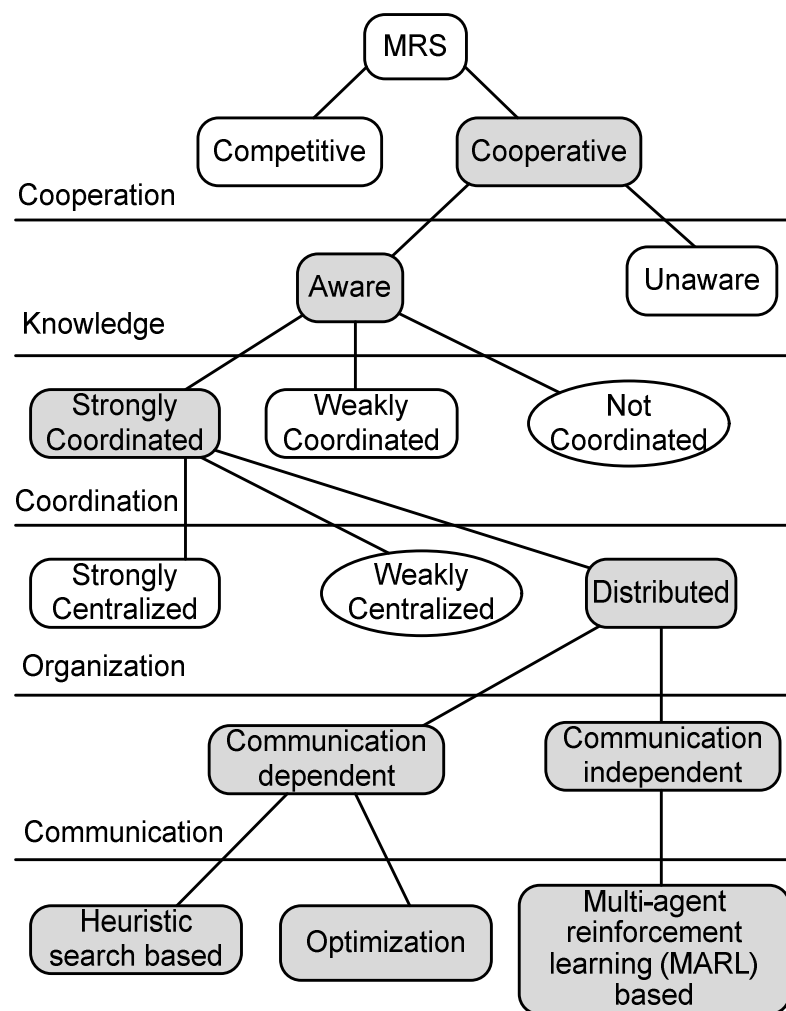 MRS
Competitive
Cooperative
Cooperation
Aware
Unaware
Knowledge
Strongly
Coordinated
Weakly
Coordinated
Not
Coordinated
Coordination
Strongly
Centralized
Weakly
Centralized
Distributed
Organization
Communication
dependent
Communication
independent
Communication
Heuristic
search based
Optimization
Multi-agent
reinforcement
learning (MARL)
based